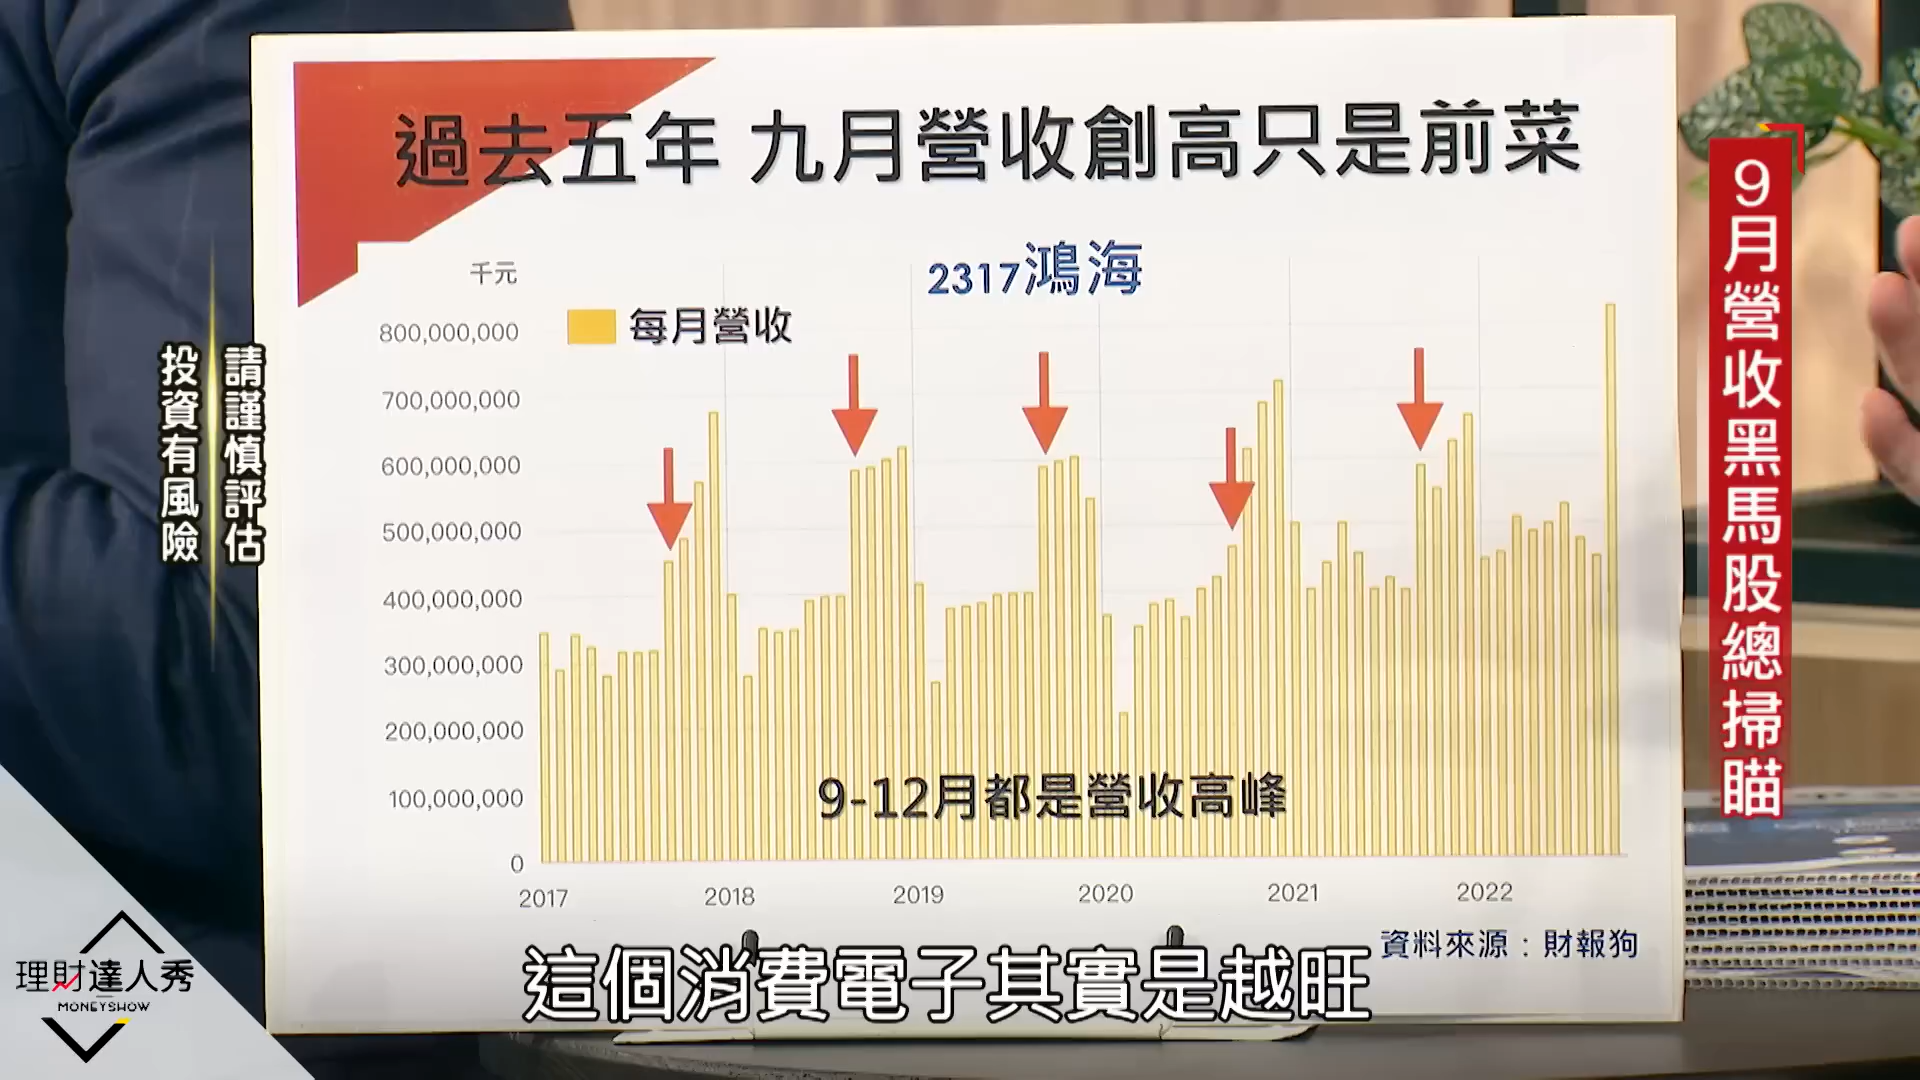 過去五年 九月營收創高只是前菜
2317鴻海
千元
每月營收
800,000,000
700,000,000
600,000,000
500,000,000
400,000,000
300,000,000
200,000,000
100,000,000
0
2017
2018
2019
2020
2021
2022
9-12月都是營收高峰
資料來源：財報狗
9月營收黑馬股總掃瞄
請謹慎評估
投資有風險
這個消費電子其實是越旺
理財達人秀
MONEYSHOW